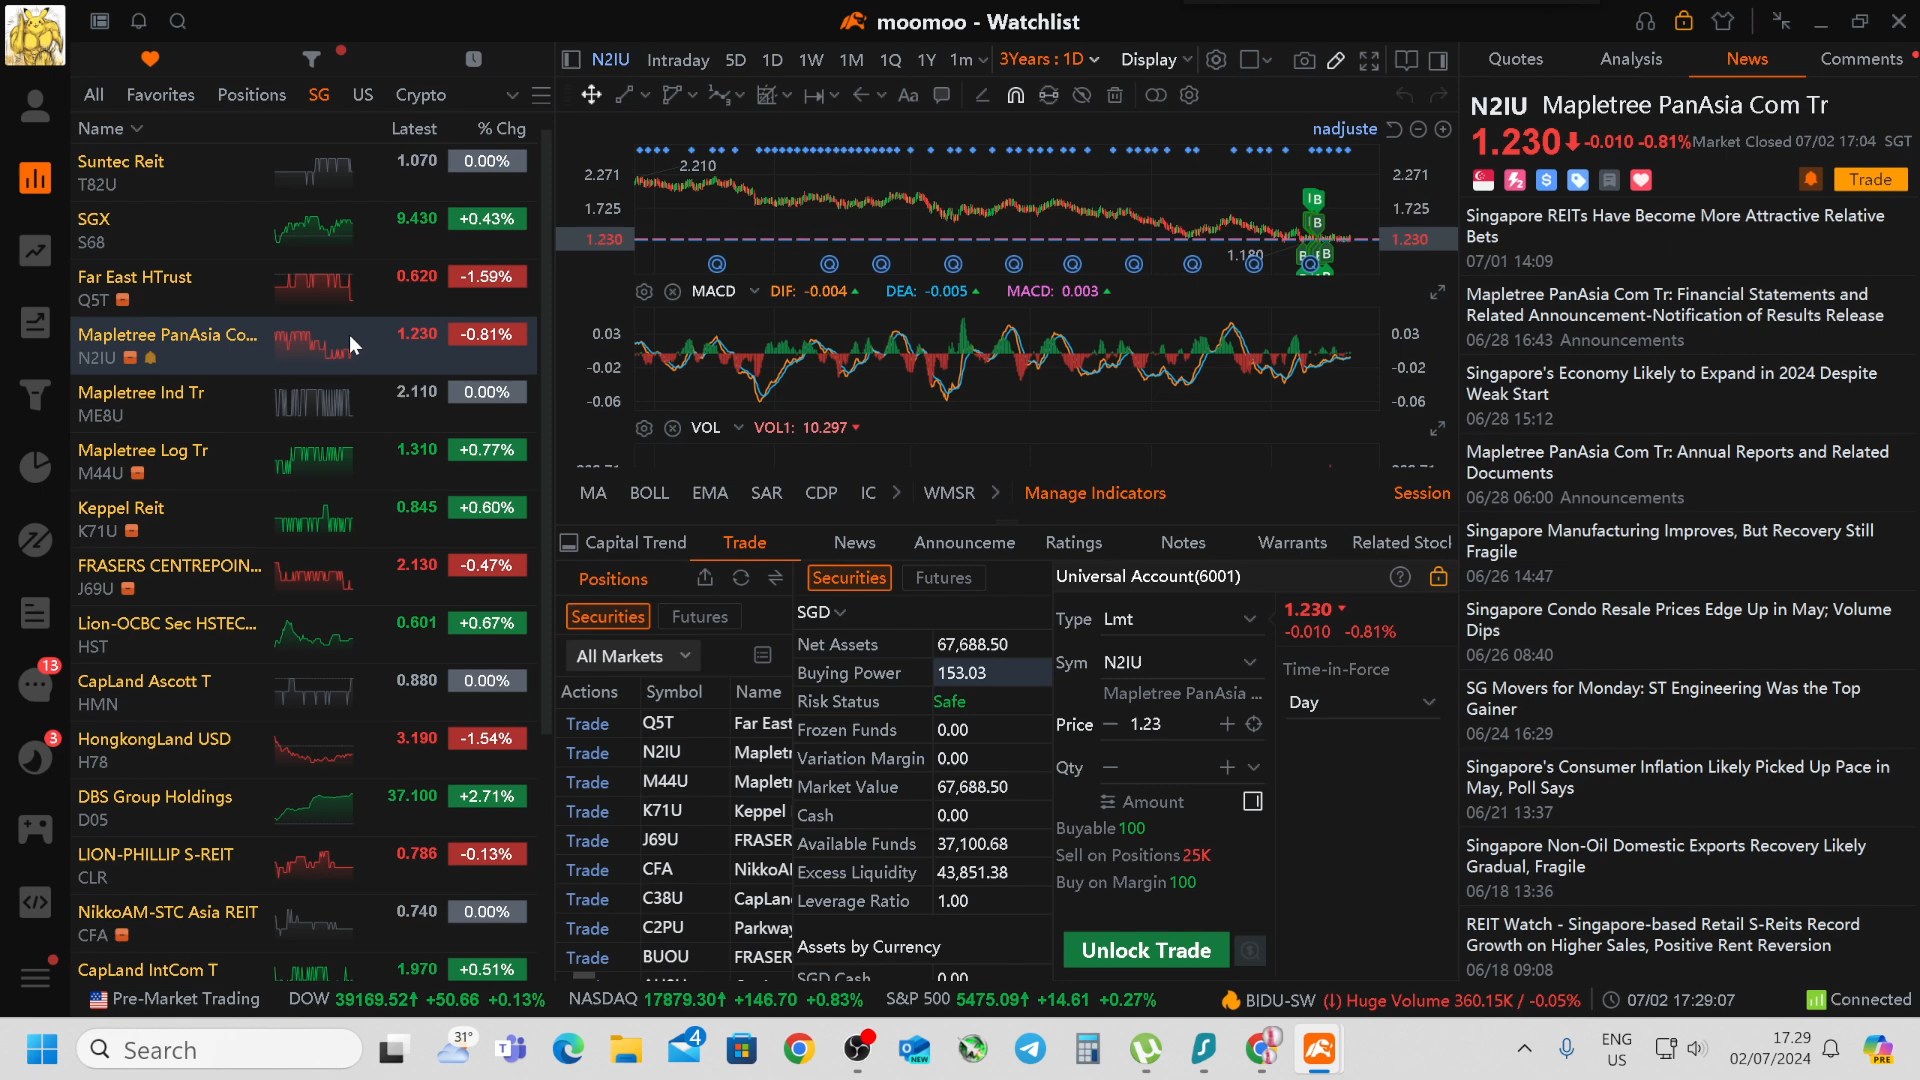 moomoo - Watchlist
N2IU Intraday 5D 1D 1W 1M 1Q 1Y 1m 3Years : 1D Display
Quotes Analysis News Comments
All Favorites Positions SG US Crypto
Aa
Name Latest % Chg
Suntec Reit 1.070 0.00%
T82U
SGX 9.430 +0.43%
S68
Far East HTrust 0.620 -1.59%
Q5T
Mapletree PanAsia Co... 1.230 -0.81%
N2IU
Mapletree Ind Tr 2.110 0.00%
ME8U
Mapletree Log Tr 1.310 +0.77%
M44U
Keppel Reit 0.845 +0.60%
K71U
FRASERS CENTREPOIN... 2.130 -0.47%
J69U
Lion-OCBC Sec HSTEC... 0.601 +0.67%
HST
CapLand Ascott T 0.880 0.00%
HMN
HongkongLand USD 3.190 -1.54%
H78
DBS Group Holdings 37.100 +2.71%
D05
LION-PHILLIP S-REIT 0.786 -0.13%
CLR
NikkoAM-STC Asia REIT 0.740 0.00%
CFA
CapLand IntCom T 1.970 +0.51%
13
3
nadjuste
2.210
2.271 2.271
1.725 1.725
1.230 1.230
1.180
B
B
B
MACD DIF: -0.004 DEA: -0.005 MACD: 0.003
0.03 0.03
-0.02 -0.02
-0.06 -0.06
VOL VOL1: 10.297
MA BOLL EMA SAR CDP IC WMSR Manage Indicators Session
Capital Trend Trade News Announceme Ratings Notes Warrants Related Stock
Positions
Securities Futures
All Markets
Actions Symbol Name
Trade Q5T Far East
Trade N2IU Mapletr
Trade M44U Mapletr
Trade K71U Keppel
Trade J69U FRASER
Trade CFA NikkoAl
Trade C38U CapLan
Trade C2PU Parkway
Trade BUOU FRASER
Securities Futures
SGD
Net Assets 67,688.50
Buying Power 153.03
Risk Status Safe
Frozen Funds 0.00
Variation Margin 0.00
Market Value 67,688.50
Cash 0.00
Available Funds 37,100.68
Excess Liquidity 43,851.38
Leverage Ratio 1.00
Assets by Currency
SGD Cash 0.00
Universal Account(6001)
Type Lmt
Sym N2IU
Mapletree PanAsia ...
Price 1.23
Qty
Amount
Buyable 100
Sell on Positions 25K
Buy on Margin 100
Unlock Trade
1.230
-0.010 -0.81%
Time-in-Force
Day
N2IU Mapletree PanAsia Com Tr
1.230 -0.010 -0.81% Market Closed 07/02 17:04 SGT
Trade
Singapore REITs Have Become More Attractive Relative
Bets
07/01 14:09
Mapletree PanAsia Com Tr: Financial Statements and
Related Announcement-Notification of Results Release
06/28 16:43 Announcements
Singapore's Economy Likely to Expand in 2024 Despite
Weak Start
06/28 15:12
Mapletree PanAsia Com Tr: Annual Reports and Related
Documents
06/28 06:00 Announcements
Singapore Manufacturing Improves, But Recovery Still
Fragile
06/26 14:47
Singapore Condo Resale Prices Edge Up in May; Volume
Dips
06/26 08:40
SG Movers for Monday: ST Engineering Was the Top
Gainer
06/24 16:29
Singapore's Consumer Inflation Likely Picked Up Pace in
May, Poll Says
06/21 13:37
Singapore Non-Oil Domestic Exports Recovery Likely
Gradual, Fragile
06/18 13:36
REIT Watch - Singapore-based Retail S-Reits Record
Growth on Higher Sales, Positive Rent Reversion
06/18 09:08
Pre-Market Trading DOW 39169.52↑ +50.66 +0.13% NASDAQ 17879.30↑ +146.70 +0.83% S&P 500 5475.09↑ +14.61 +0.27% BIDU-SW (↓) Huge Volume 360.15K / -0.05% 07/02 17:29:07 Connected
Search
31°
4
NEW
ENG
US
17.29
02/07/2024
PRE